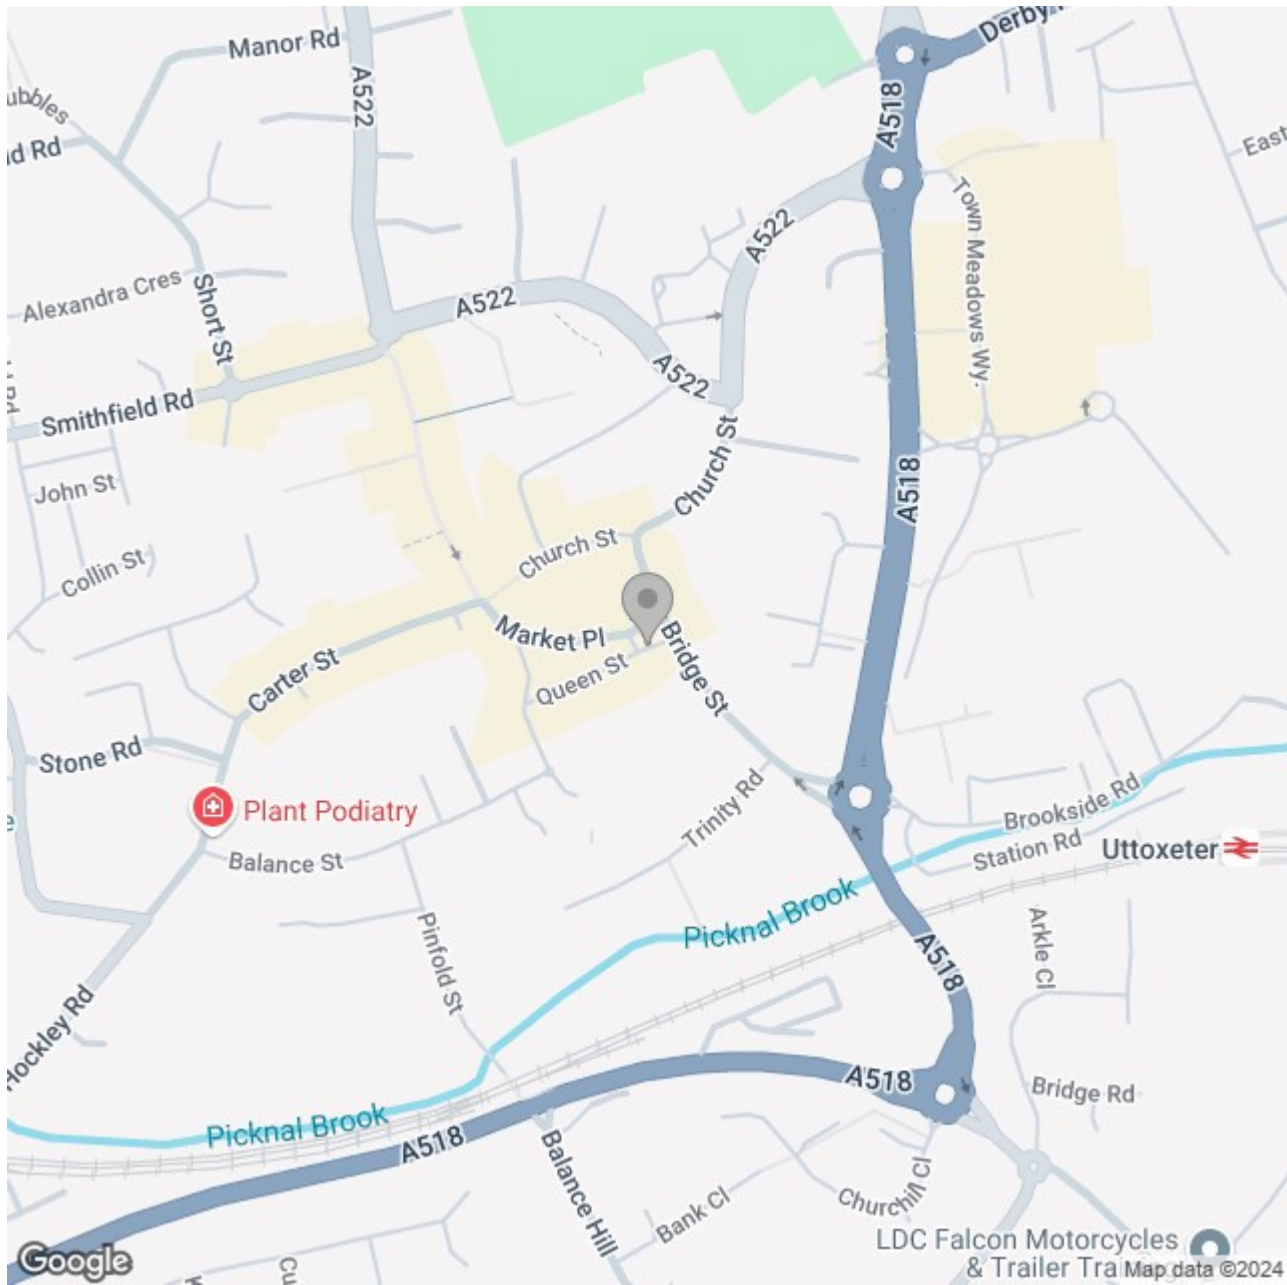 Manor Rd
Derby
A522
A518
East
Town Meadows Wy.
A522
Alexandra Cres
Short St
A522
A522
Smithfield Rd
Church St
A518
John St
Church St
Collin St
Market Pl
Bridge St
Carter St
Queen St
Stone Rd
Plant Podiatry
Trinity Rd
Brookside Rd
Station Rd
Uttoxeter
Balance St
Picknal Brook
Pinfold St
Arkle Cl
A518
Hockley Rd
A518
Bridge Rd
Picknal Brook
A518
Balance Hill
Bank Cl
Churchill Cl
LDC Falcon Motorcycles
& Trailer
Google
Map data ©2024